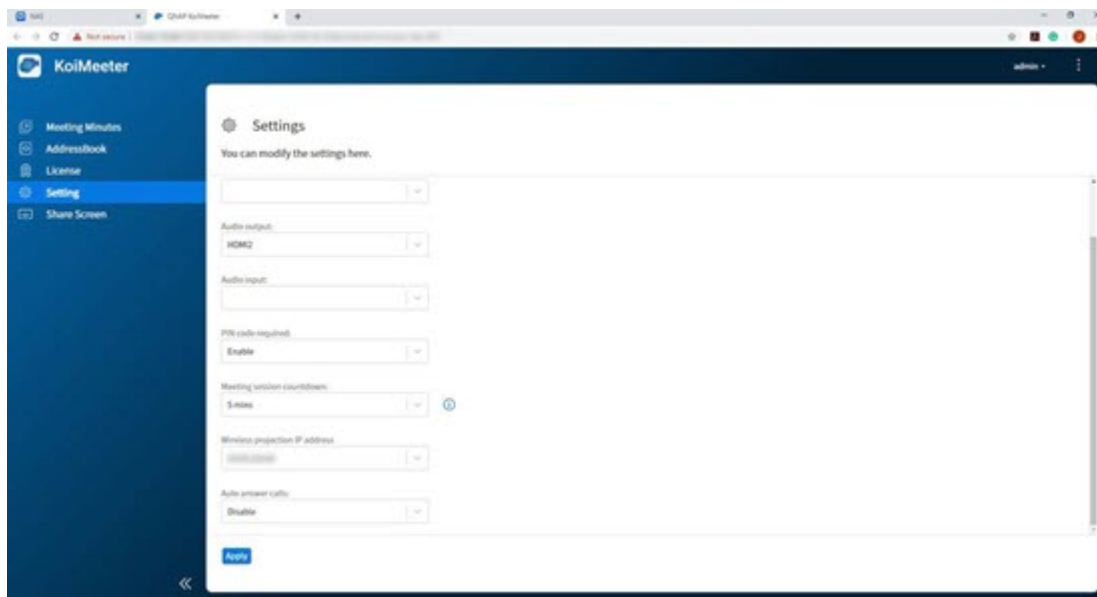 NAS
QNAP KoiMeeter
Not secure
KoiMeeter
admin
Meeting Minutes
AddressBook
License
Setting
Share Screen
Settings
You can modify the settings here.
Audio output:
HDMI2
Audio input:
PIN code required:
Enable
Meeting session countdown:
5 mins
Wireless projection IP address
Auto answer calls:
Disable
Apply